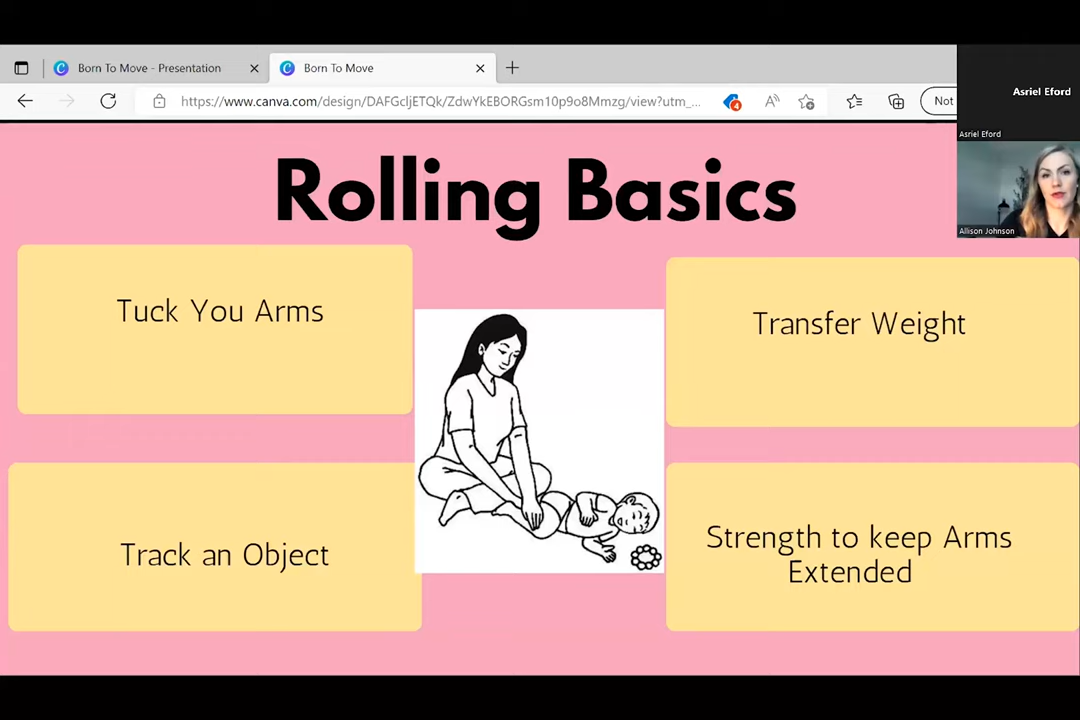 Born To Move - Presentation
Born To Move
https://www.canva.com/design/DAFGcljETQk/ZdwYkEBORGsm10p9o8Mmzg/view?utm_...
4
Not
Asriel Eford
Asriel Eford
Allison Johnson
Rolling Basics
Tuck You Arms
Transfer Weight
Track an Object
Strength to keep Arms
Extended